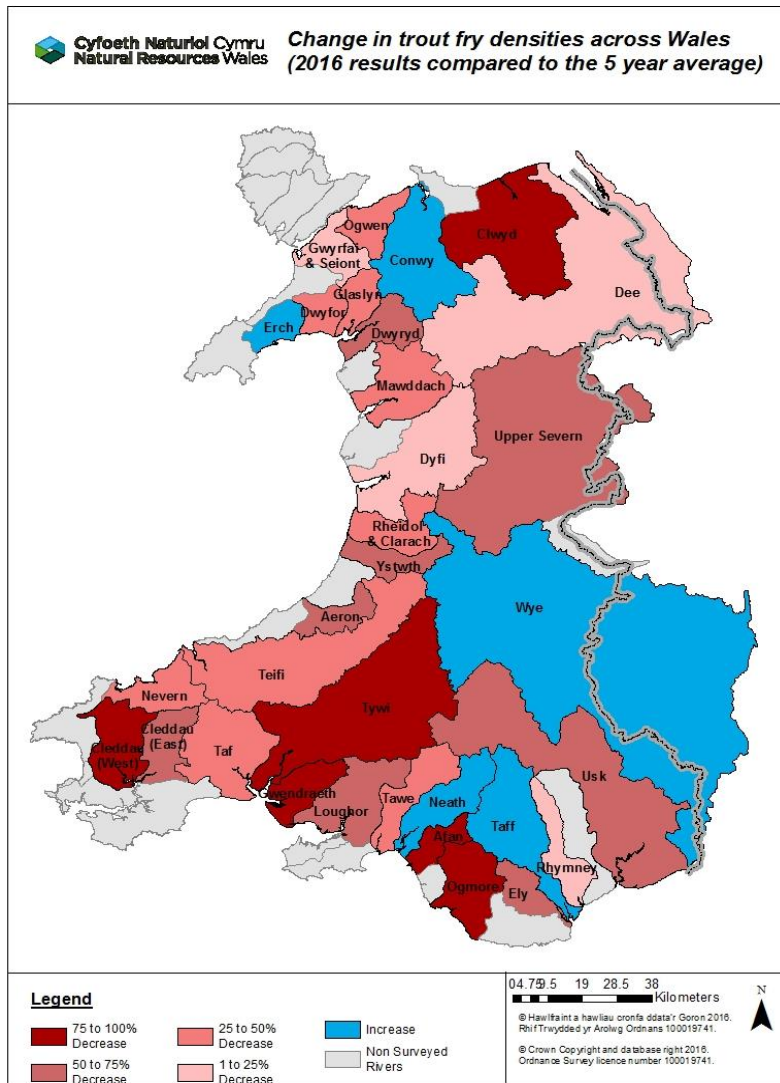 Cyfoeth Naturiol Cymru
Natural Resources Wales
Change in trout fry densities across Wales
(2016 results compared to the 5 year average)
Ogwen
Clwyd
Gwyrfai
& Seiont
Conwy
Glaslyn
Dee
Dwyfor
Erch
Dwyryd
Mawddach
Upper Severn
Dyfi
Rheidol
& Clarach
Ystwth
Wye
Aeron
Teifi
Nevern
Tywi
Cleddau
(East)
Cleddau
(West)
Taf
Usk
Gwendraeth
Tawe
Neath
Loughor
Taff
Afan
Rhymney
Ogmore
Ely
Legend
75 to 100%
Decrease
25 to 50%
Decrease
Increase
50 to 75%
Decrease
1 to 25%
Decrease
Non Surveyed
Rivers
04.759.5 19 28.5 38
Kilometers
N
© Hawlfraint a hawliau cronfa ddata'r Goron 2016.
Rhif Trwydded yr Arolwg Ordnans 100019741.
© Crown Copyright and database right 2016.
Ordnance Survey licence number 100019741.